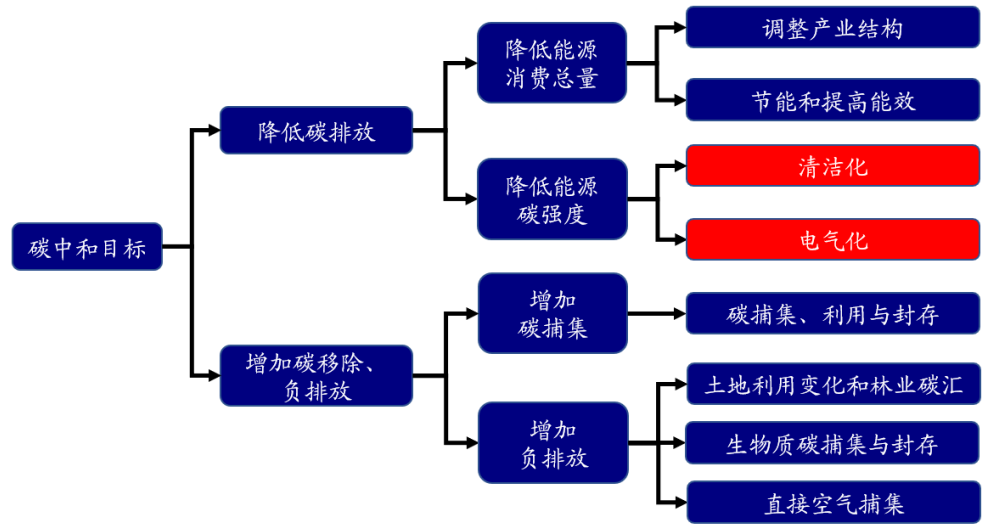 碳中和目标
降低碳排放
降低能源
消费总量
调整产业结构
节能和提高能效
降低能源
碳强度
清洁化
电气化
增加碳移除、
负排放
增加
碳捕集
碳捕集、利用与封存
增加
负排放
土地利用变化和林业碳汇
生物质碳捕集与封存
直接空气捕集